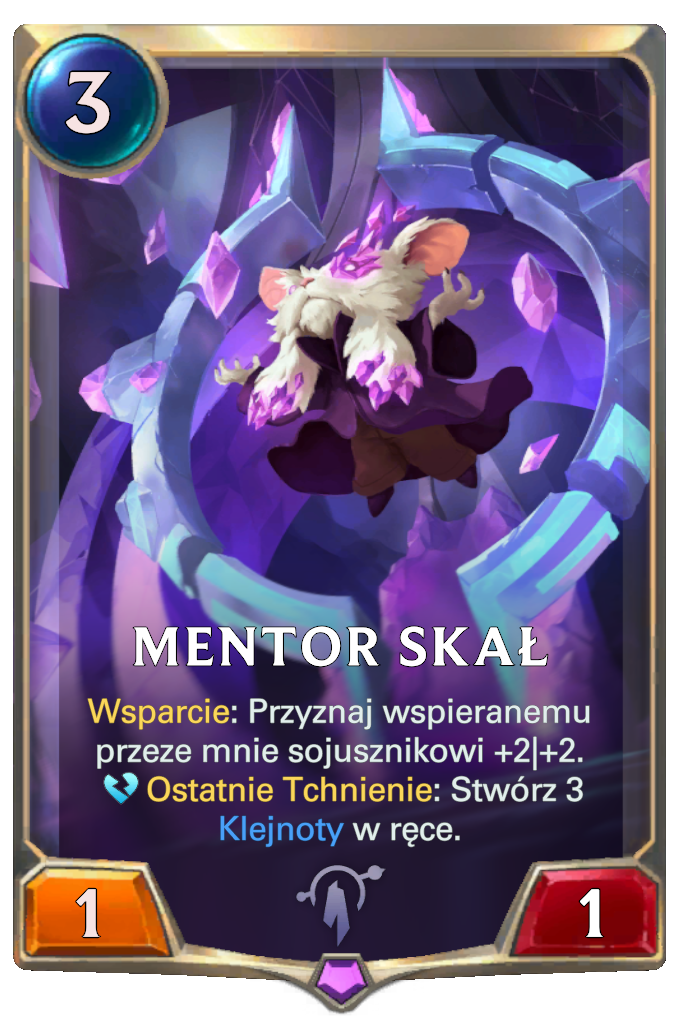 3
MENTOR SKAŁ
Wsparcie: Przyznaj wspieranemu
przeze mnie sojusznikowi +2|+2.
Ostatnie Tchnienie: Stwórz 3
Klejnoty w ręce.
1
1